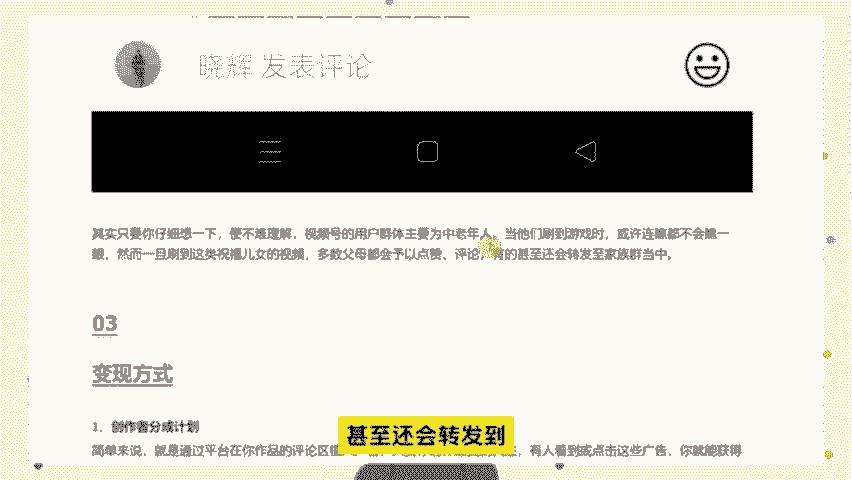 晓辉 发表评论
其实只要你仔细想一下，便不难理解。视频号的用户群体主要为中老年人，当他们刷到游戏时，或许连瞧都不会瞧一
眼，然而一旦刷到这类祝福儿女的视频，多数父母都会予以点赞、评论，有的甚至还会转发至家族群当中。
03
变现方式
1. 创作者分成计划
简单来说，就是通过平台在你作品的评论区 有人看到或点击这些广告，你就能获得
甚至还会转发到